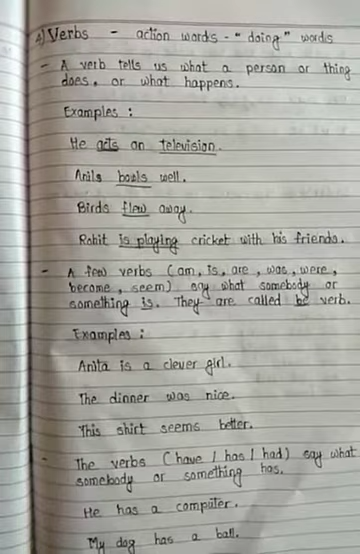 4) Verbs - action words - "doing" words
- A verb tells us what a person or thing
does, or what happens.
Examples :
He acts on television.
Anils bowls well.
Birds flew away.
Rohit is playing cricket with his friends.
- A few verbs (am, is, are, was, were,
become, seem) say what somebody or
something is. They are called be verb.
Examples :
Anita is a clever girl.
The dinner was nice.
This shirt seems better.
- The verbs (have / has / had) say what
somebody or something has.
He has a computer.
My dog has a ball.